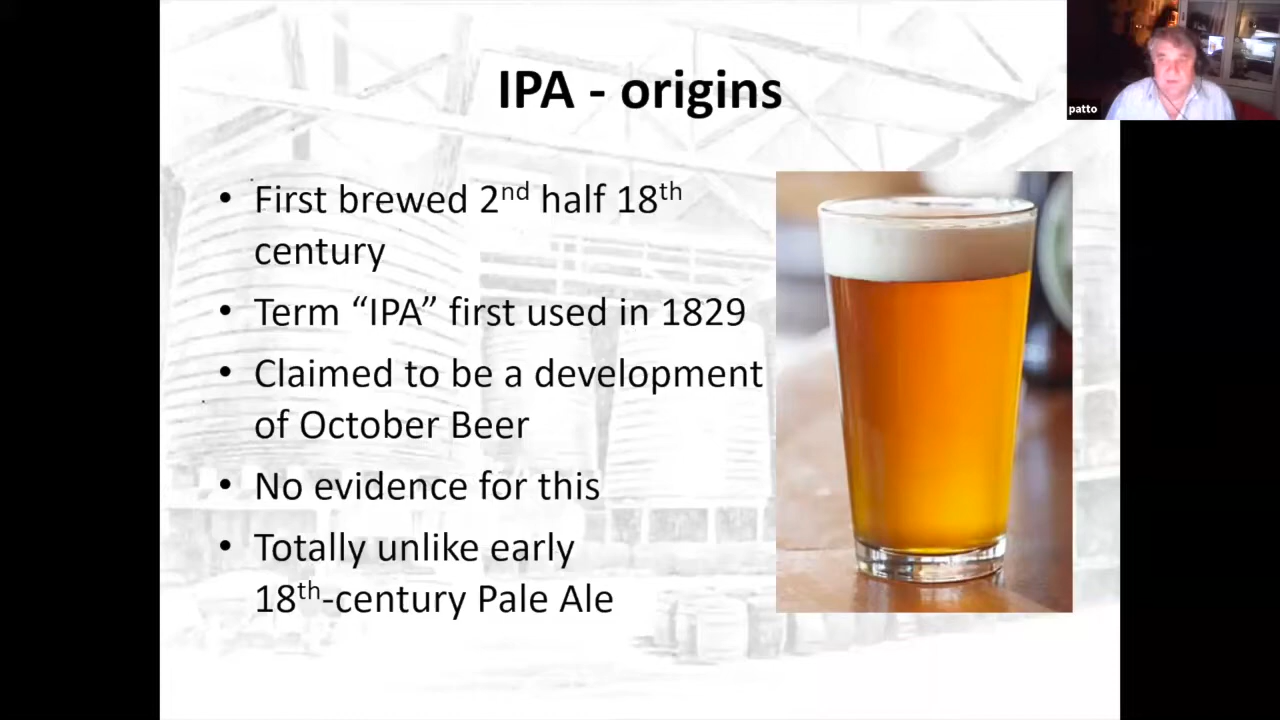 IPA - origins
patto
• First brewed 2nd half 18th
century
• Term “IPA” first used in 1829
• Claimed to be a development
of October Beer
• No evidence for this
• Totally unlike early
18th-century Pale Ale